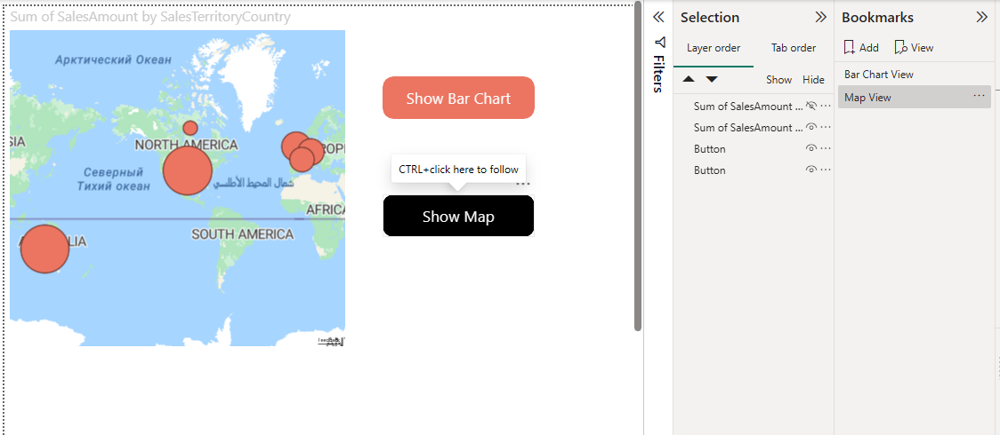 Sum of SalesAmount by SalesTerritoryCountry
Арктический Океан
NORTH AMERICA
Северный
Тихий океан
شمال المحيط الأطلسي
AFRICA
SOUTH AMERICA
Show Bar Chart
CTRL+click here to follow
Show Map
Filters
Selection
Layer order
Tab order
Show
Hide
Sum of SalesAmount ...
Sum of SalesAmount ...
Button
Button
Bookmarks
Add
View
Bar Chart View
Map View